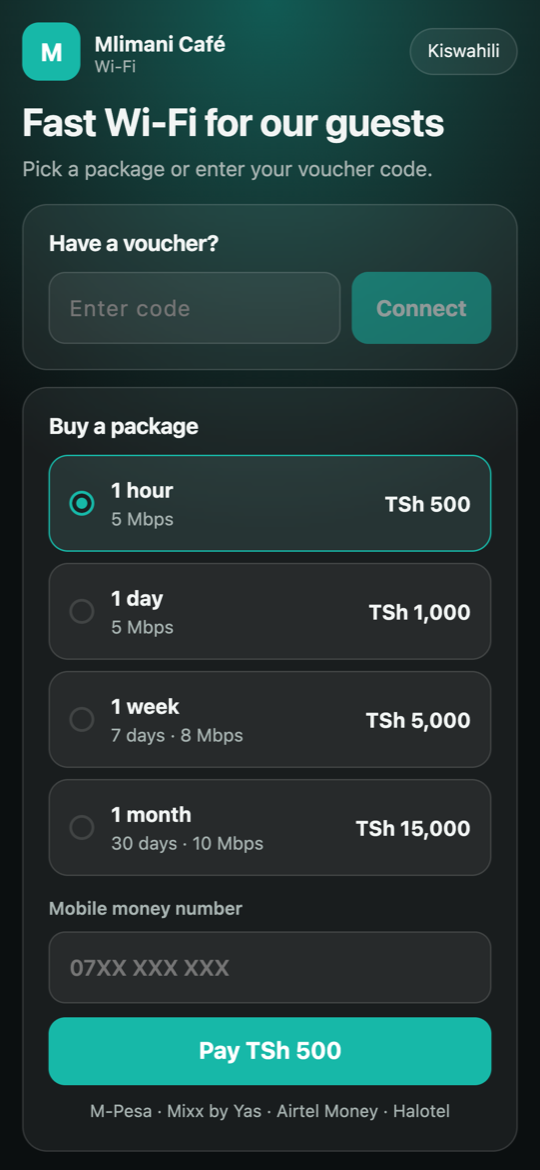 M
Mlimani Café
Wi-Fi
Kiswahili
Fast Wi-Fi for our guests
Pick a package or enter your voucher code.
Have a voucher?
Enter code
Connect
Buy a package
1 hour
5 Mbps
TSh 500
1 day
5 Mbps
TSh 1,000
1 week
7 days · 8 Mbps
TSh 5,000
1 month
30 days · 10 Mbps
TSh 15,000
Mobile money number
07XX XXX XXX
Pay TSh 500
M-Pesa · Mixx by Yas · Airtel Money · Halotel